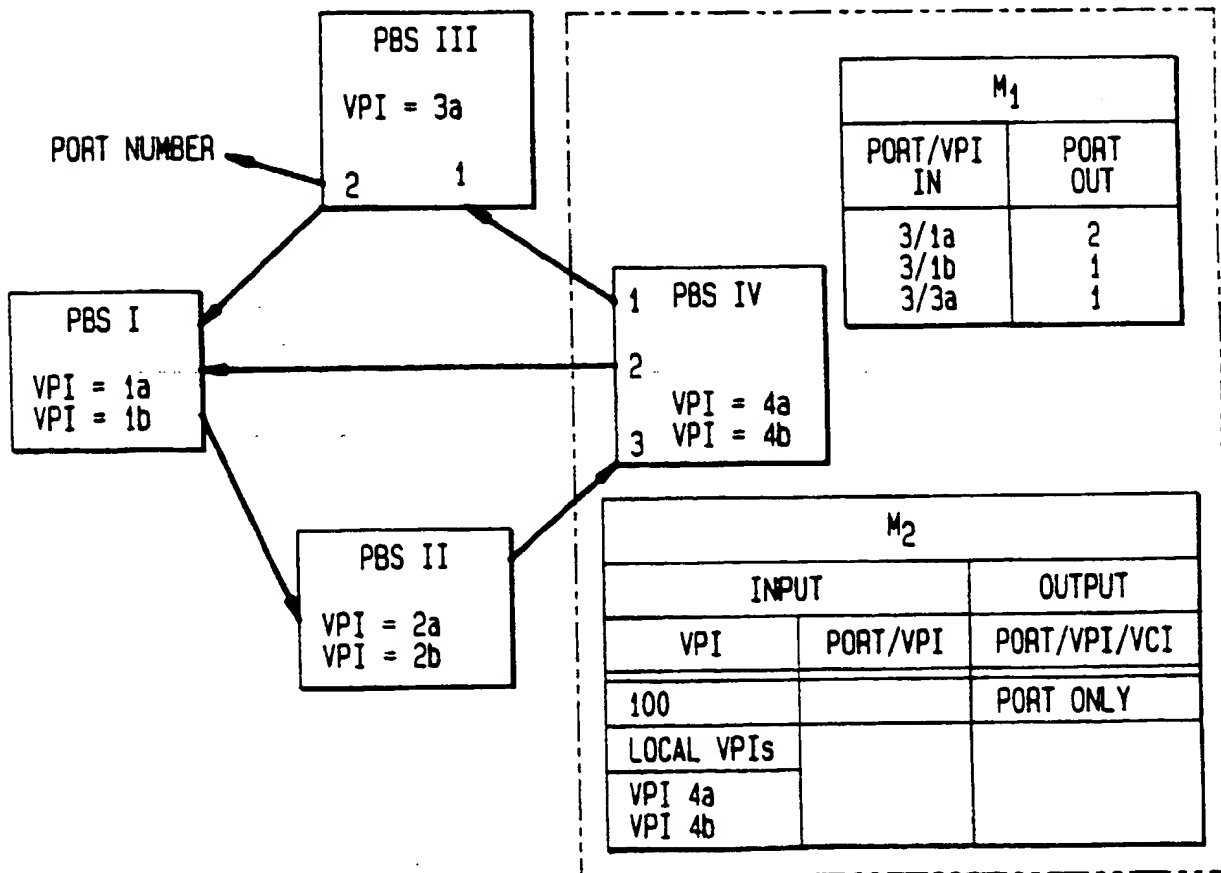 PBS III
VPI = 3a
PORT NUMBER
2 1
PBS I
VPI = 1a
VPI = 1b
PBS II
VPI = 2a
VPI = 2b
1 PBS IV
2
VPI = 4a
3 VPI = 4b
M1
PORT/VPI IN
PORT OUT
3/1a 2
3/1b 1
3/3a 1
M2
INPUT OUTPUT
VPI PORT/VPI PORT/VPI/VCI
100 PORT ONLY
LOCAL VPIs
VPI 4a
VPI 4b